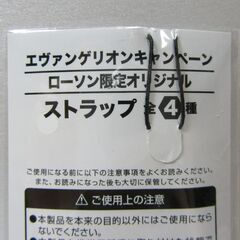 エヴァンゲリオンキャンペーン
ローソン限定オリジナル
ストラップ 全4種
ご使用になる前に以下の注意事項をよくお読みください。
また、お読みになった後も大切に保管してください。
⚠ご使用上の注意
●本製品を本来の目的以外にはご使用にならな
いでください。